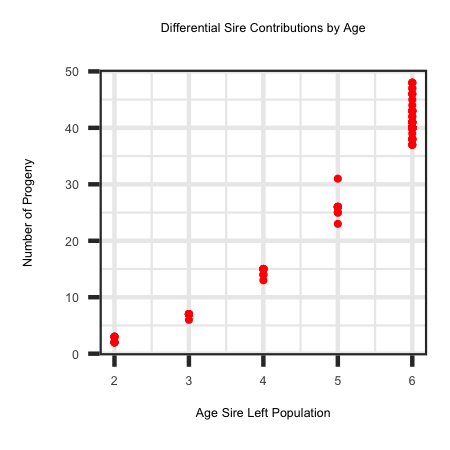 Differential Sire Contributions by Age
50
40
30
20
10
0
Number of Progeny
2 3 4 5 6
Age Sire Left Population